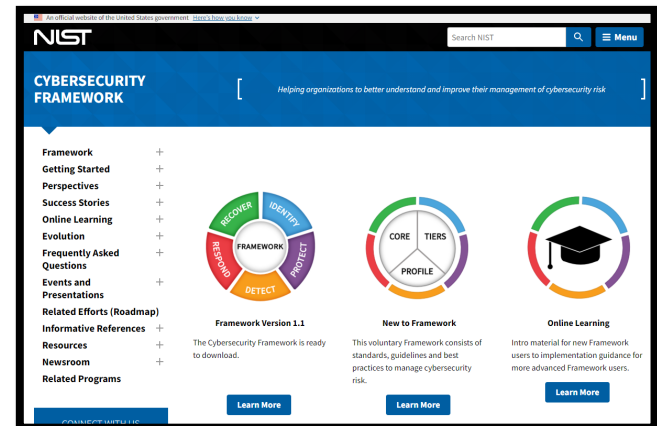 An official website of the United States government Here's how you know
NIST
Search NIST
Menu
CYBERSECURITY
FRAMEWORK
[ Helping organizations to better understand and improve their management of cybersecurity risk ]
Framework +
Getting Started +
Perspectives +
Success Stories +
Online Learning +
Evolution +
Frequently Asked +
Questions
Events and +
Presentations
Related Efforts (Roadmap)
Informative References +
Resources +
Newsroom +
Related Programs
CONNECT WITH US
RECOVER
IDENTIFY
PROTECT
DETECT
RESPOND
FRAMEWORK
Framework Version 1.1
The Cybersecurity Framework is ready
to download.
Learn More
CORE
TIERS
PROFILE
New to Framework
This voluntary Framework consists of
standards, guidelines and best
practices to manage cybersecurity
risk.
Learn More
Online Learning
Intro material for new Framework
users to implementation guidance for
more advanced Framework users.
Learn More